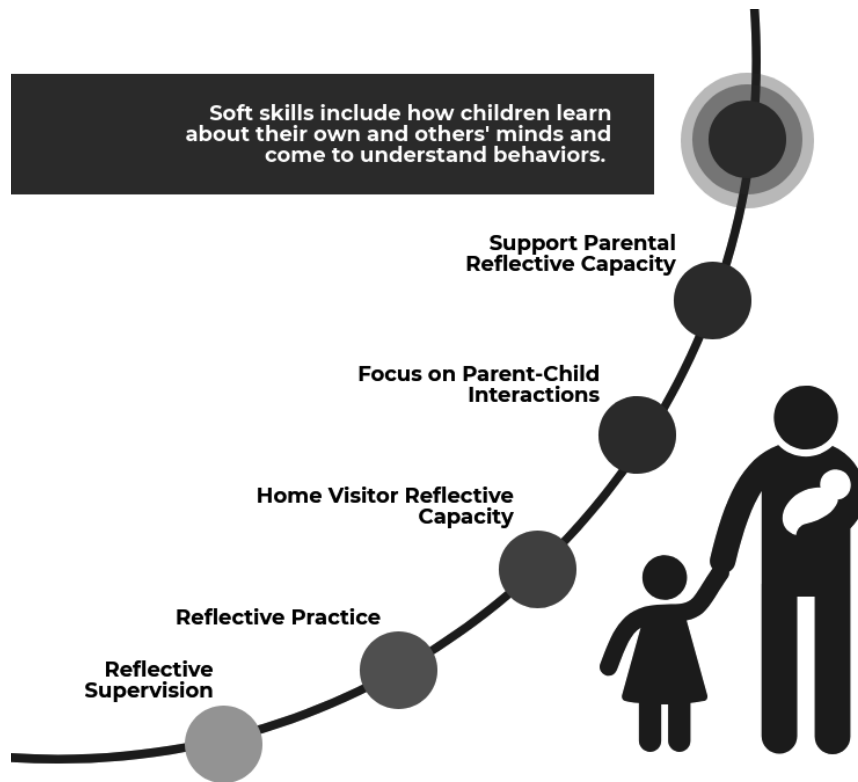 Soft skills include how children learn
about their own and others' minds and
come to understand behaviors.
Support Parental
Reflective Capacity
Focus on Parent-Child
Interactions
Home Visitor Reflective
Capacity
Reflective Practice
Reflective
Supervision